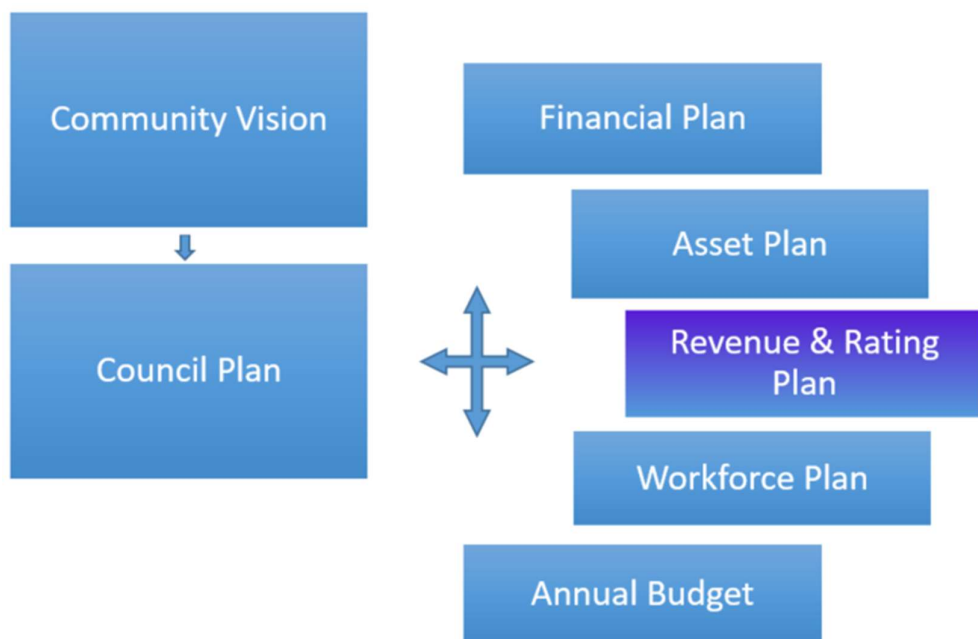 Community Vision
Council Plan
Financial Plan
Asset Plan
Revenue & Rating
Plan
Workforce Plan
Annual Budget